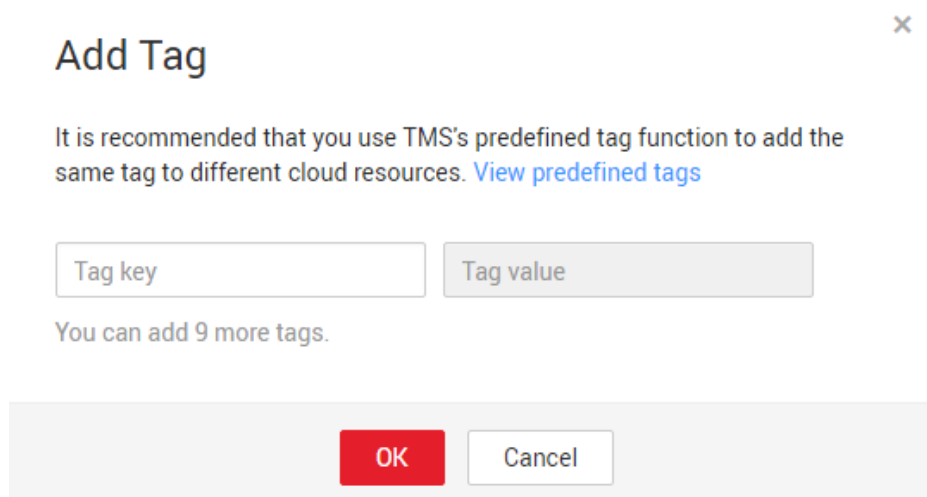 Add Tag
It is recommended that you use TMS's predefined tag function to add the
same tag to different cloud resources. View predefined tags
Tag key Tag value
You can add 9 more tags.
OK Cancel